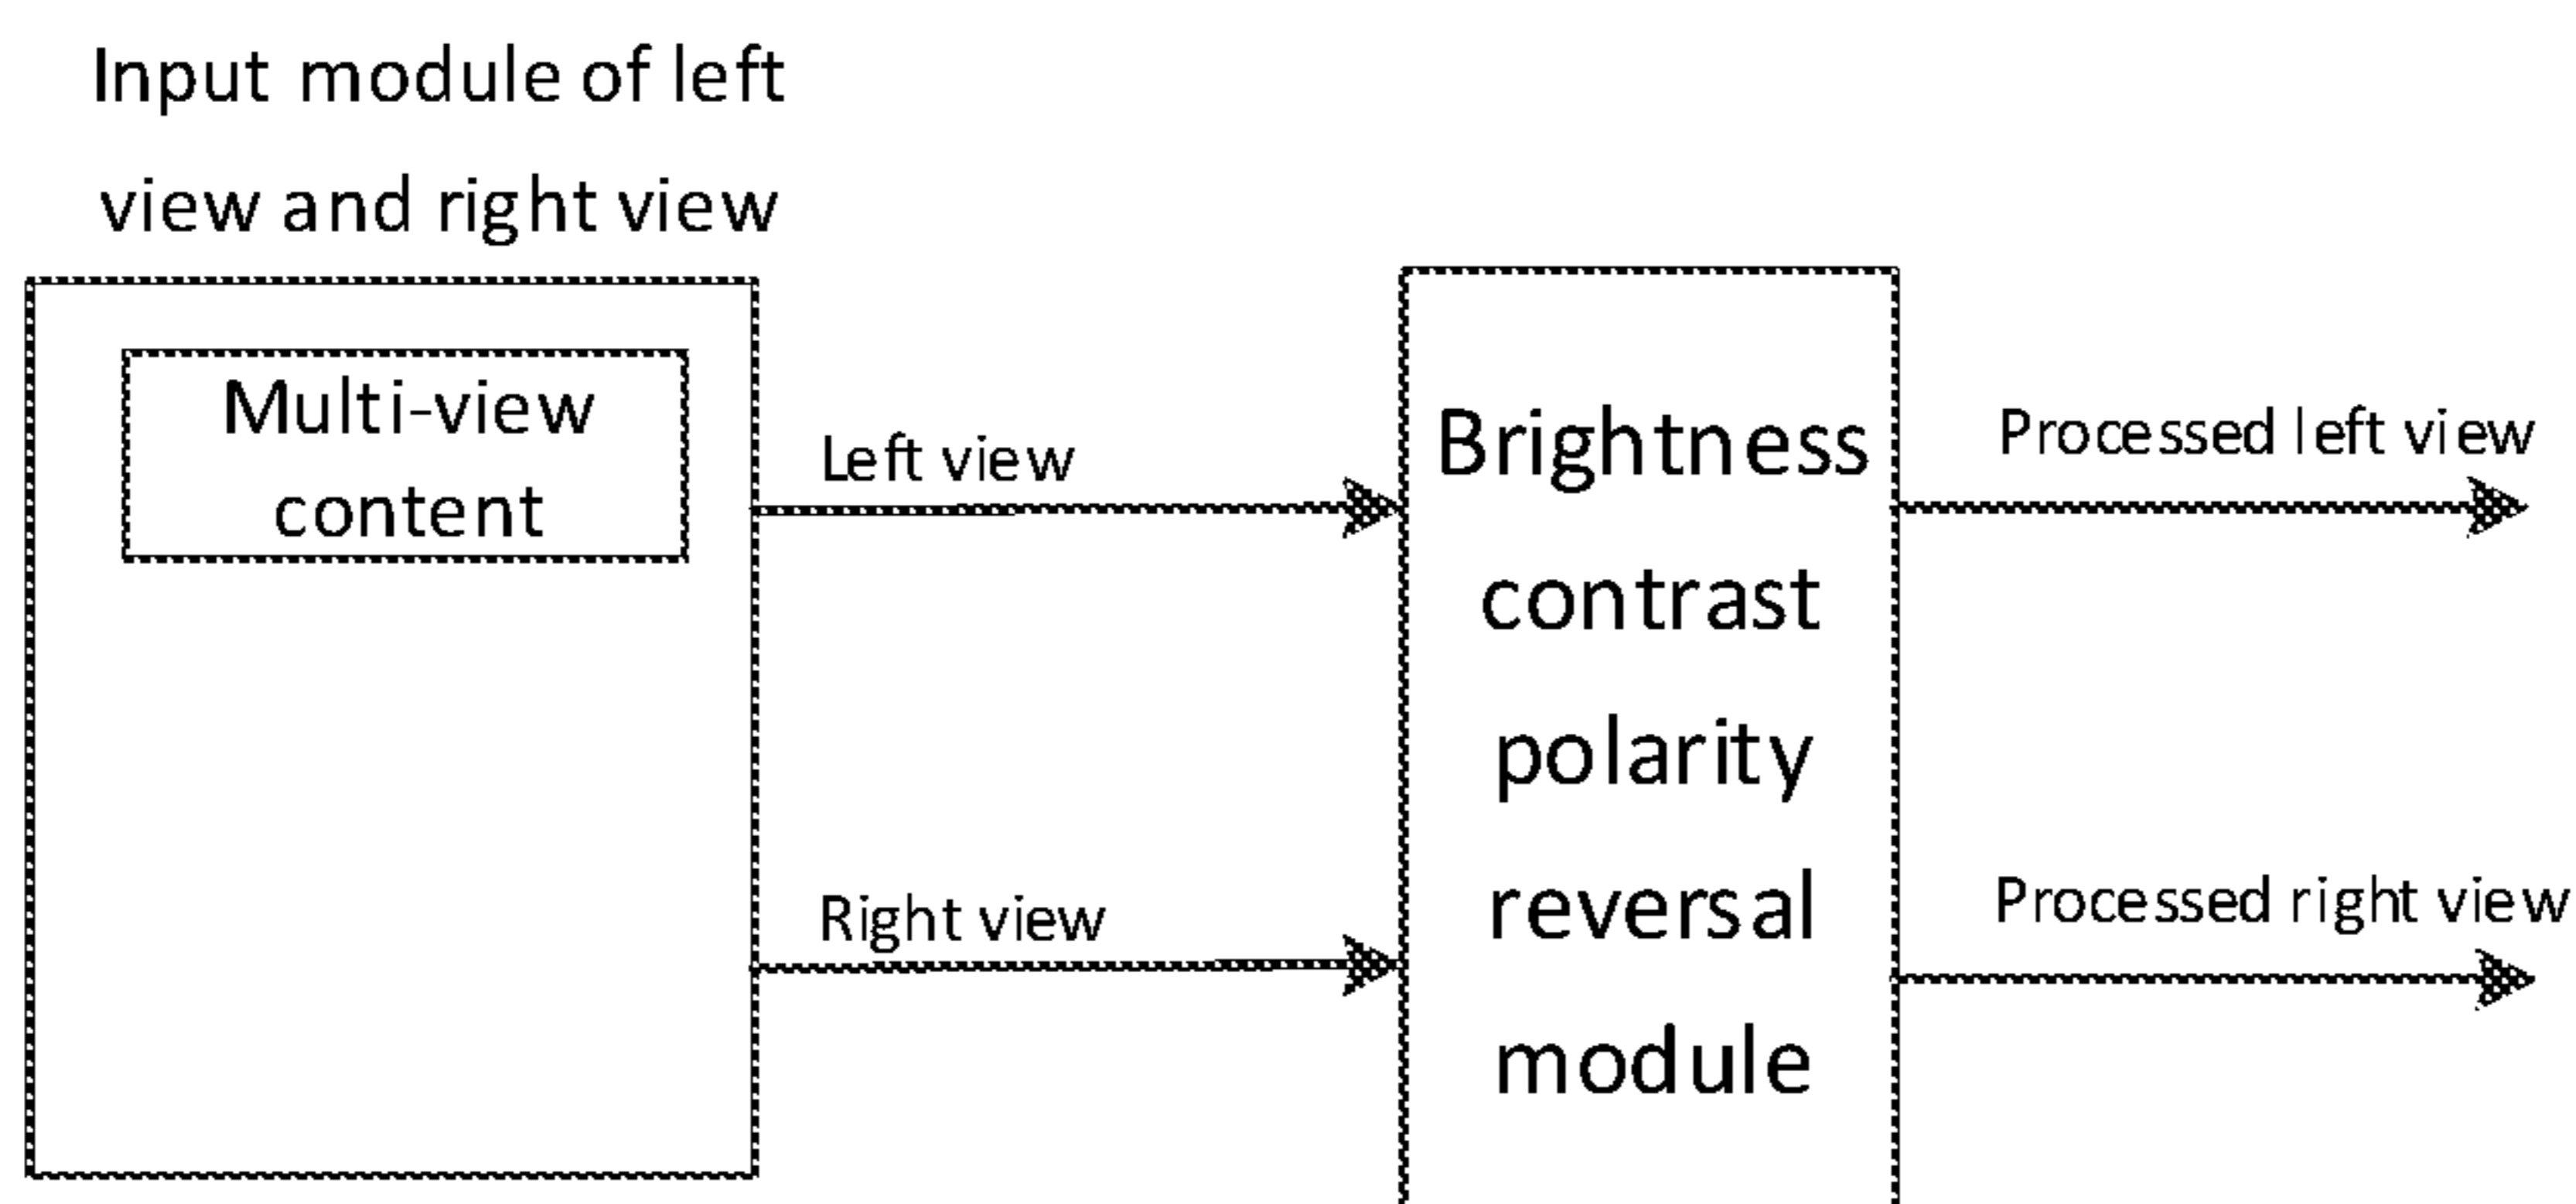 Input module of left
view and right view
Multi-view
content
Left view
Right view
Brightness
contrast
polarity
reversal
module
Processed left view
Processed right view